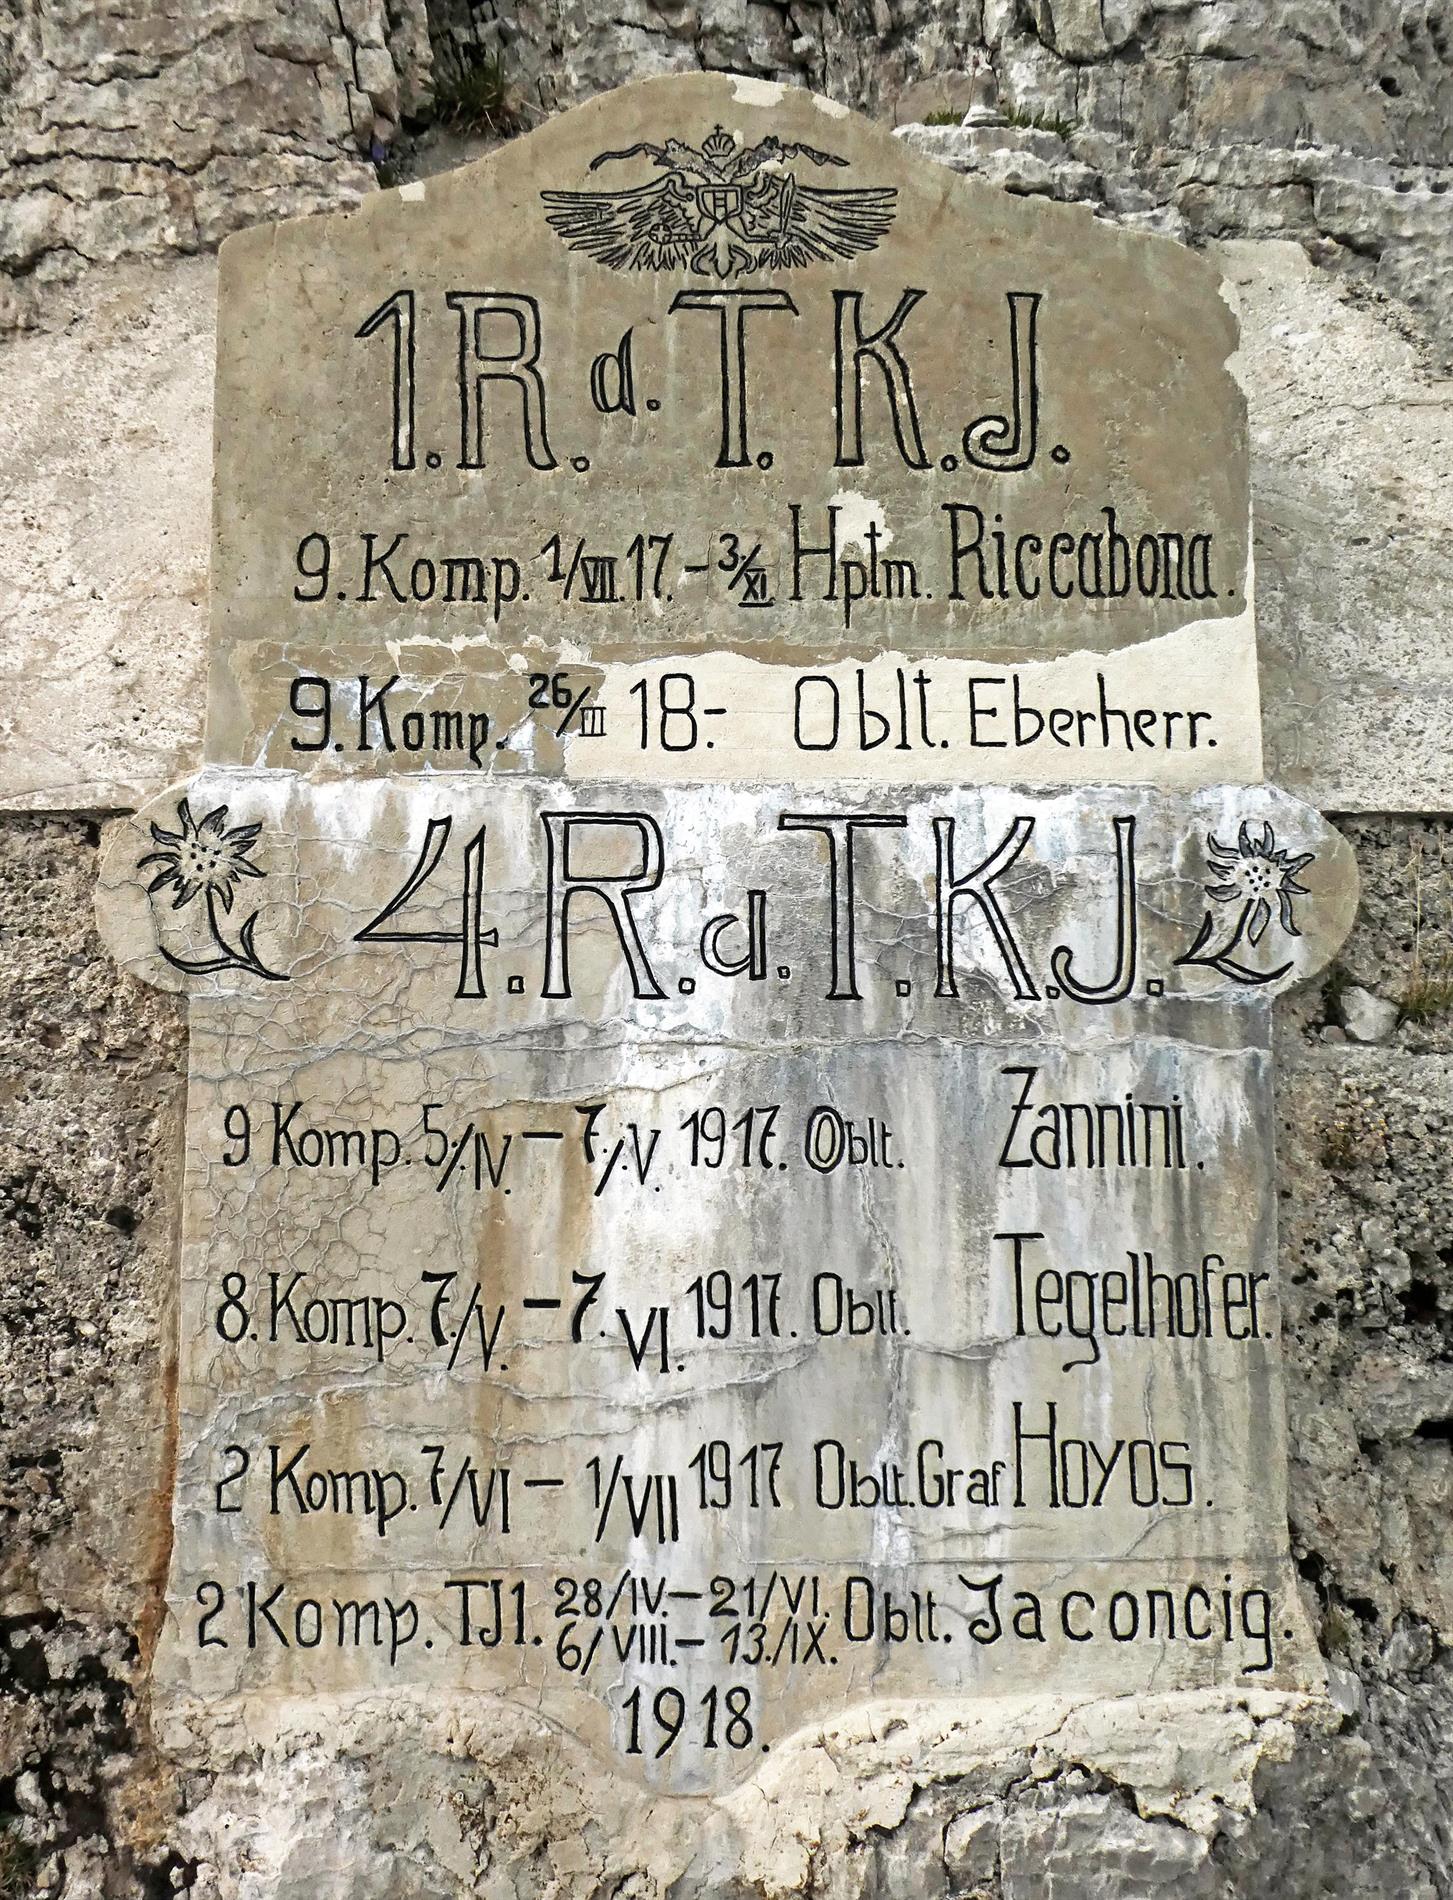 1. R. d. T. K. J.
9. Komp. 1/VII. 17. - 3/XI. Hptm. Riccabona.
9. Komp. 26/III 18.- Oblt. Eberherr.
4. R. d. T. K. J.
9 Komp. 5./IV. - 7./V. 1917. Oblt. Zannini.
8. Komp. 7./V. - 7. VI. 1917. Oblt. Tegelhofer.
2 Komp. 7/VI - 1/VII 1917 Oblt. Graf Hoyos.
2 Komp. TJ1. 28/IV. - 21/VI. Oblt. Jaconcig.
6/VIII. - 13./IX.
1918.